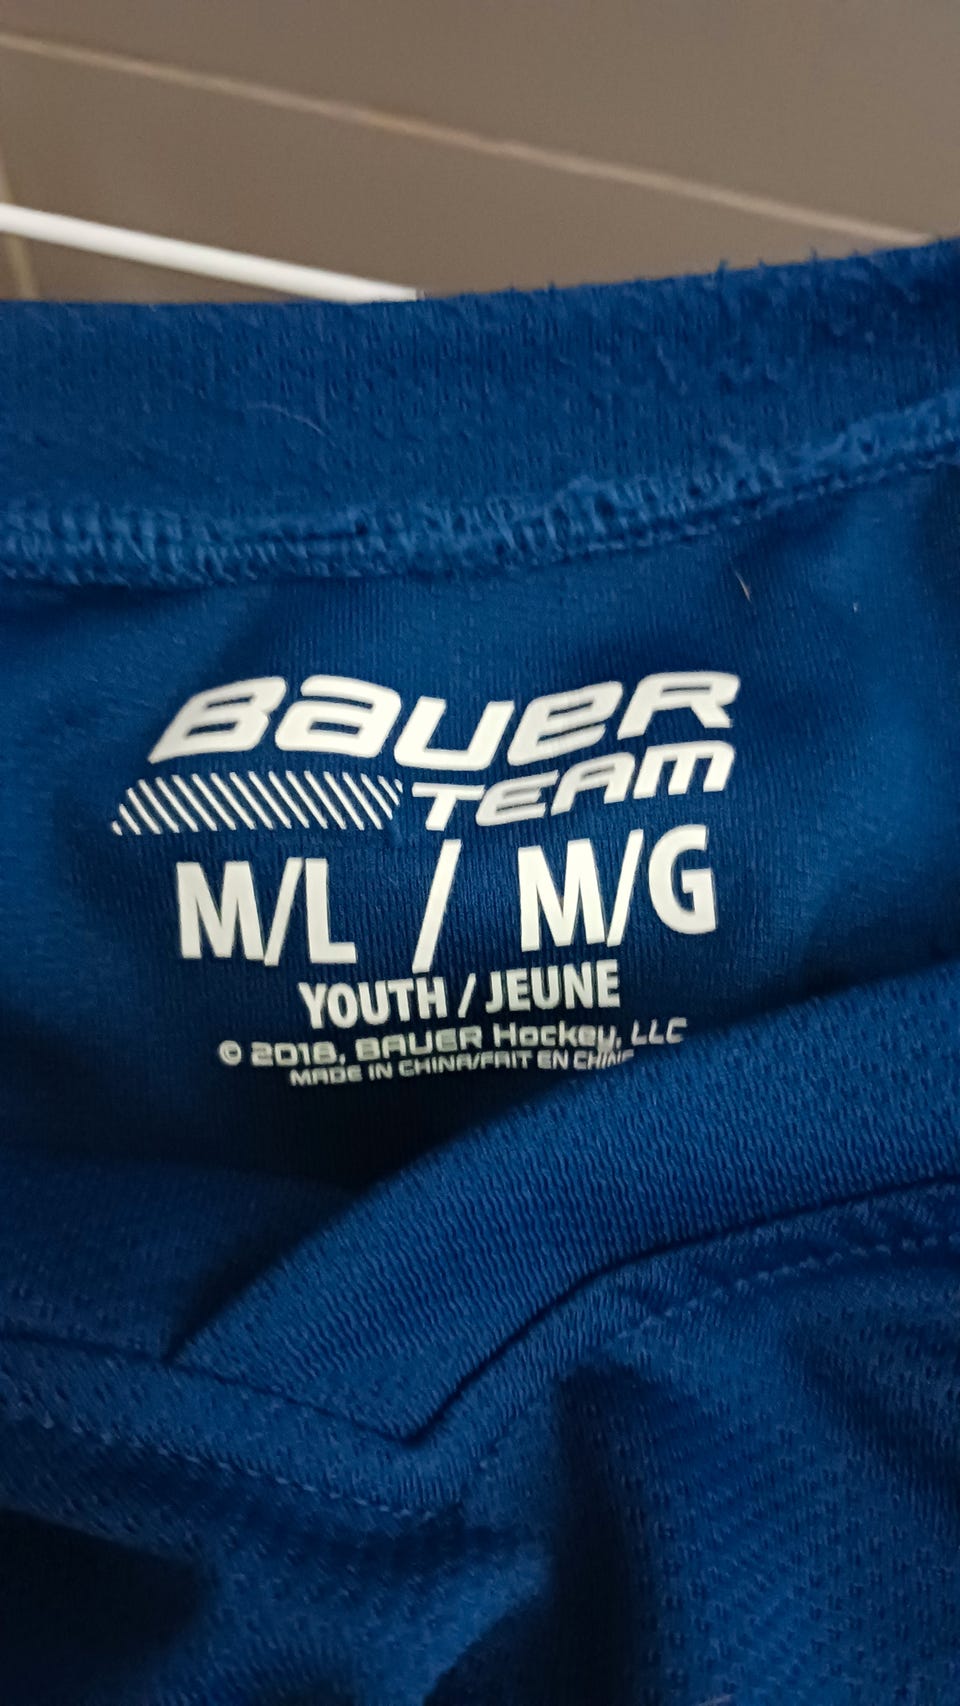 Bauer
TEAM
M/L / M/G
YOUTH / JEUNE
© 2018, BAUER Hockey, LLC
MADE IN CHINA/FAIT EN CHINE